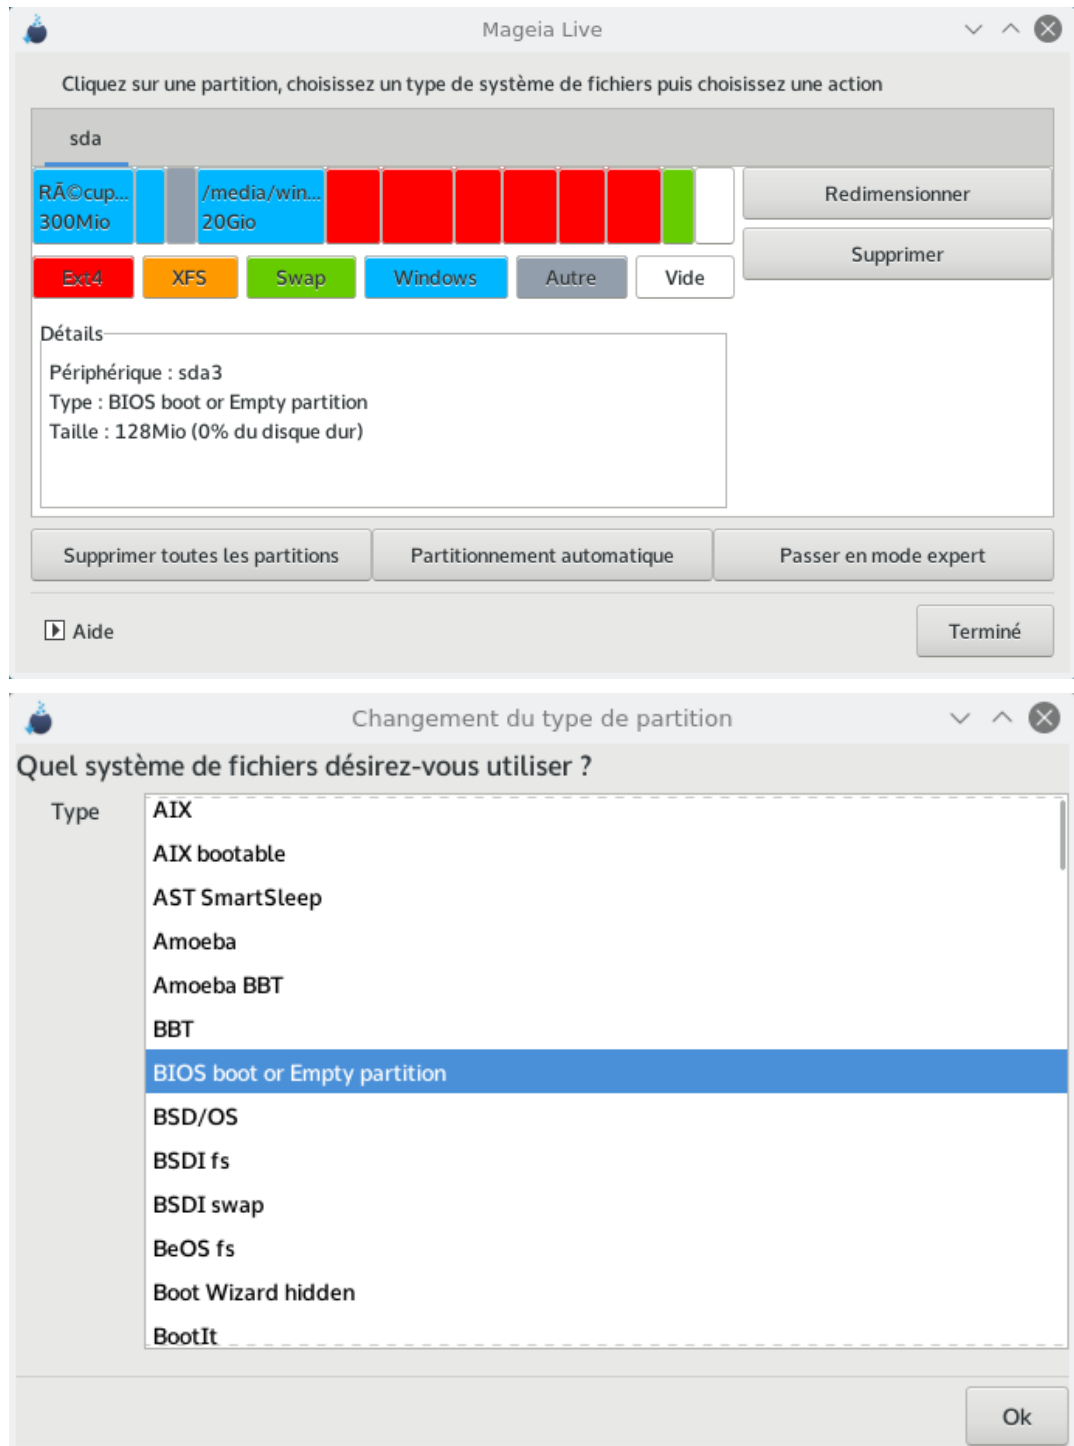 Mageia Live
Cliquez sur une partition, choisissez un type de système de fichiers puis choisissez une action
sda
RÃ©cup...
300Mio
/media/win...
20Gio
Redimensionner
Supprimer
Ext4
XFS
Swap
Windows
Autre
Vide
Détails
Périphérique : sda3
Type : BIOS boot or Empty partition
Taille : 128Mio (0% du disque dur)
Supprimer toutes les partitions
Partitionnement automatique
Passer en mode expert
Aide
Terminé
Changement du type de partition
Quel système de fichiers désirez-vous utiliser ?
Type
AIX
AIX bootable
AST SmartSleep
Amoeba
Amoeba BBT
BBT
BIOS boot or Empty partition
BSD/OS
BSDI fs
BSDI swap
BeOS fs
Boot Wizard hidden
BootIt
Ok